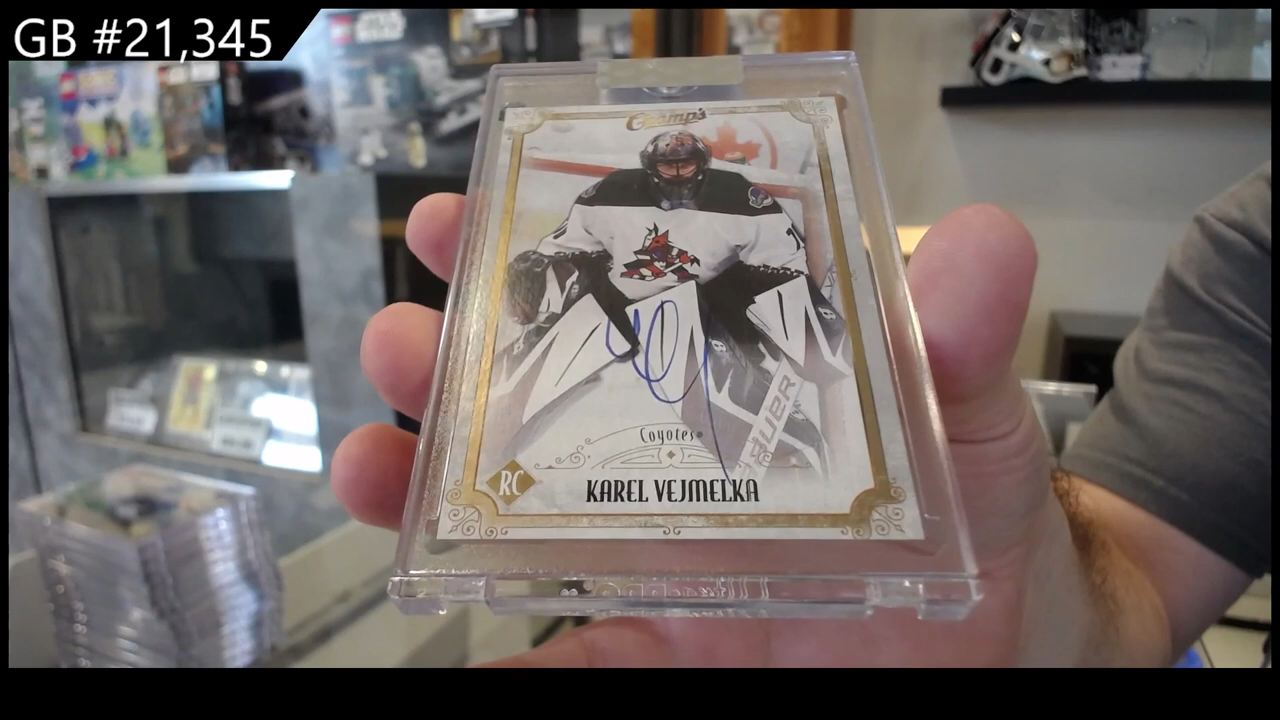 GB #21,345
Champ's
BAUER
Coyotes
RC
KAREL VEJMELKA